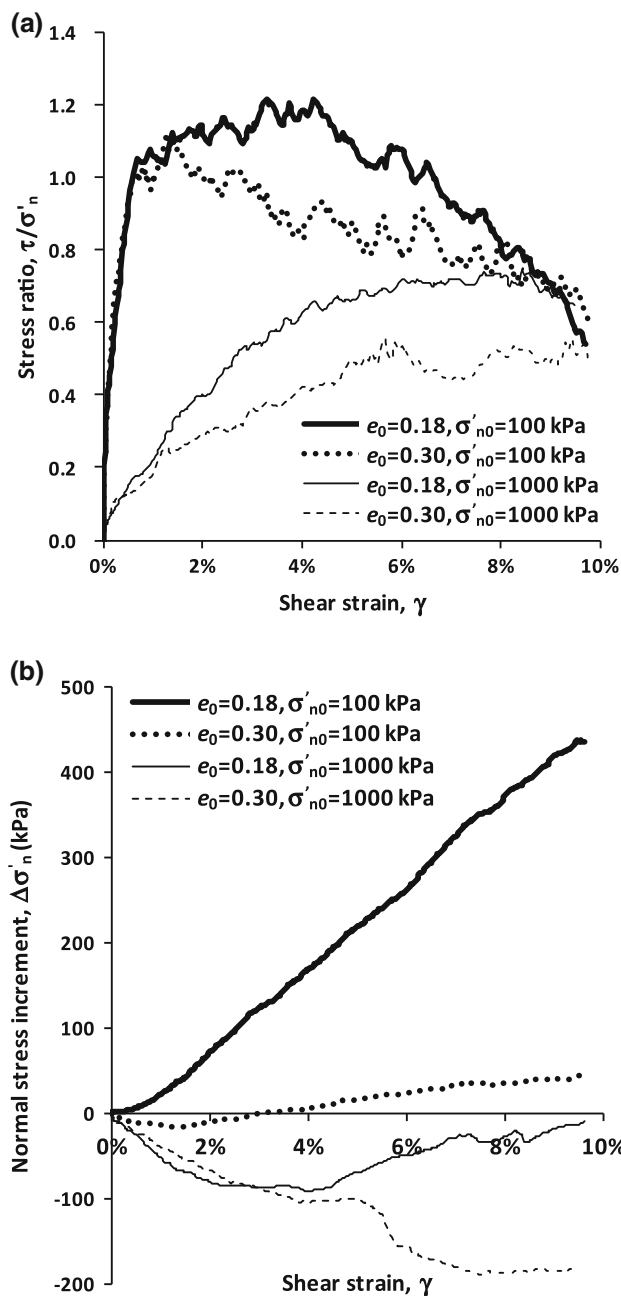 (a)
1.4
1.2
1.0
0.8
0.6
0.4
0.2
0.0
Stress ratio, τ/σ'n
e0=0.18, σ'n0=100 kPa
e0=0.30, σ'n0=100 kPa
e0=0.18, σ'n0=1000 kPa
e0=0.30, σ'n0=1000 kPa
0% 2% 4% 6% 8% 10%
Shear strain, γ
(b)
500
400
300
200
100
0
-100
-200
Normal stress increment, Δσ'n (kPa)
e0=0.18, σ'n0=100 kPa
e0=0.30, σ'n0=100 kPa
e0=0.18, σ'n0=1000 kPa
e0=0.30, σ'n0=1000 kPa
0% 2% 4% 6% 8% 10%
Shear strain, γ